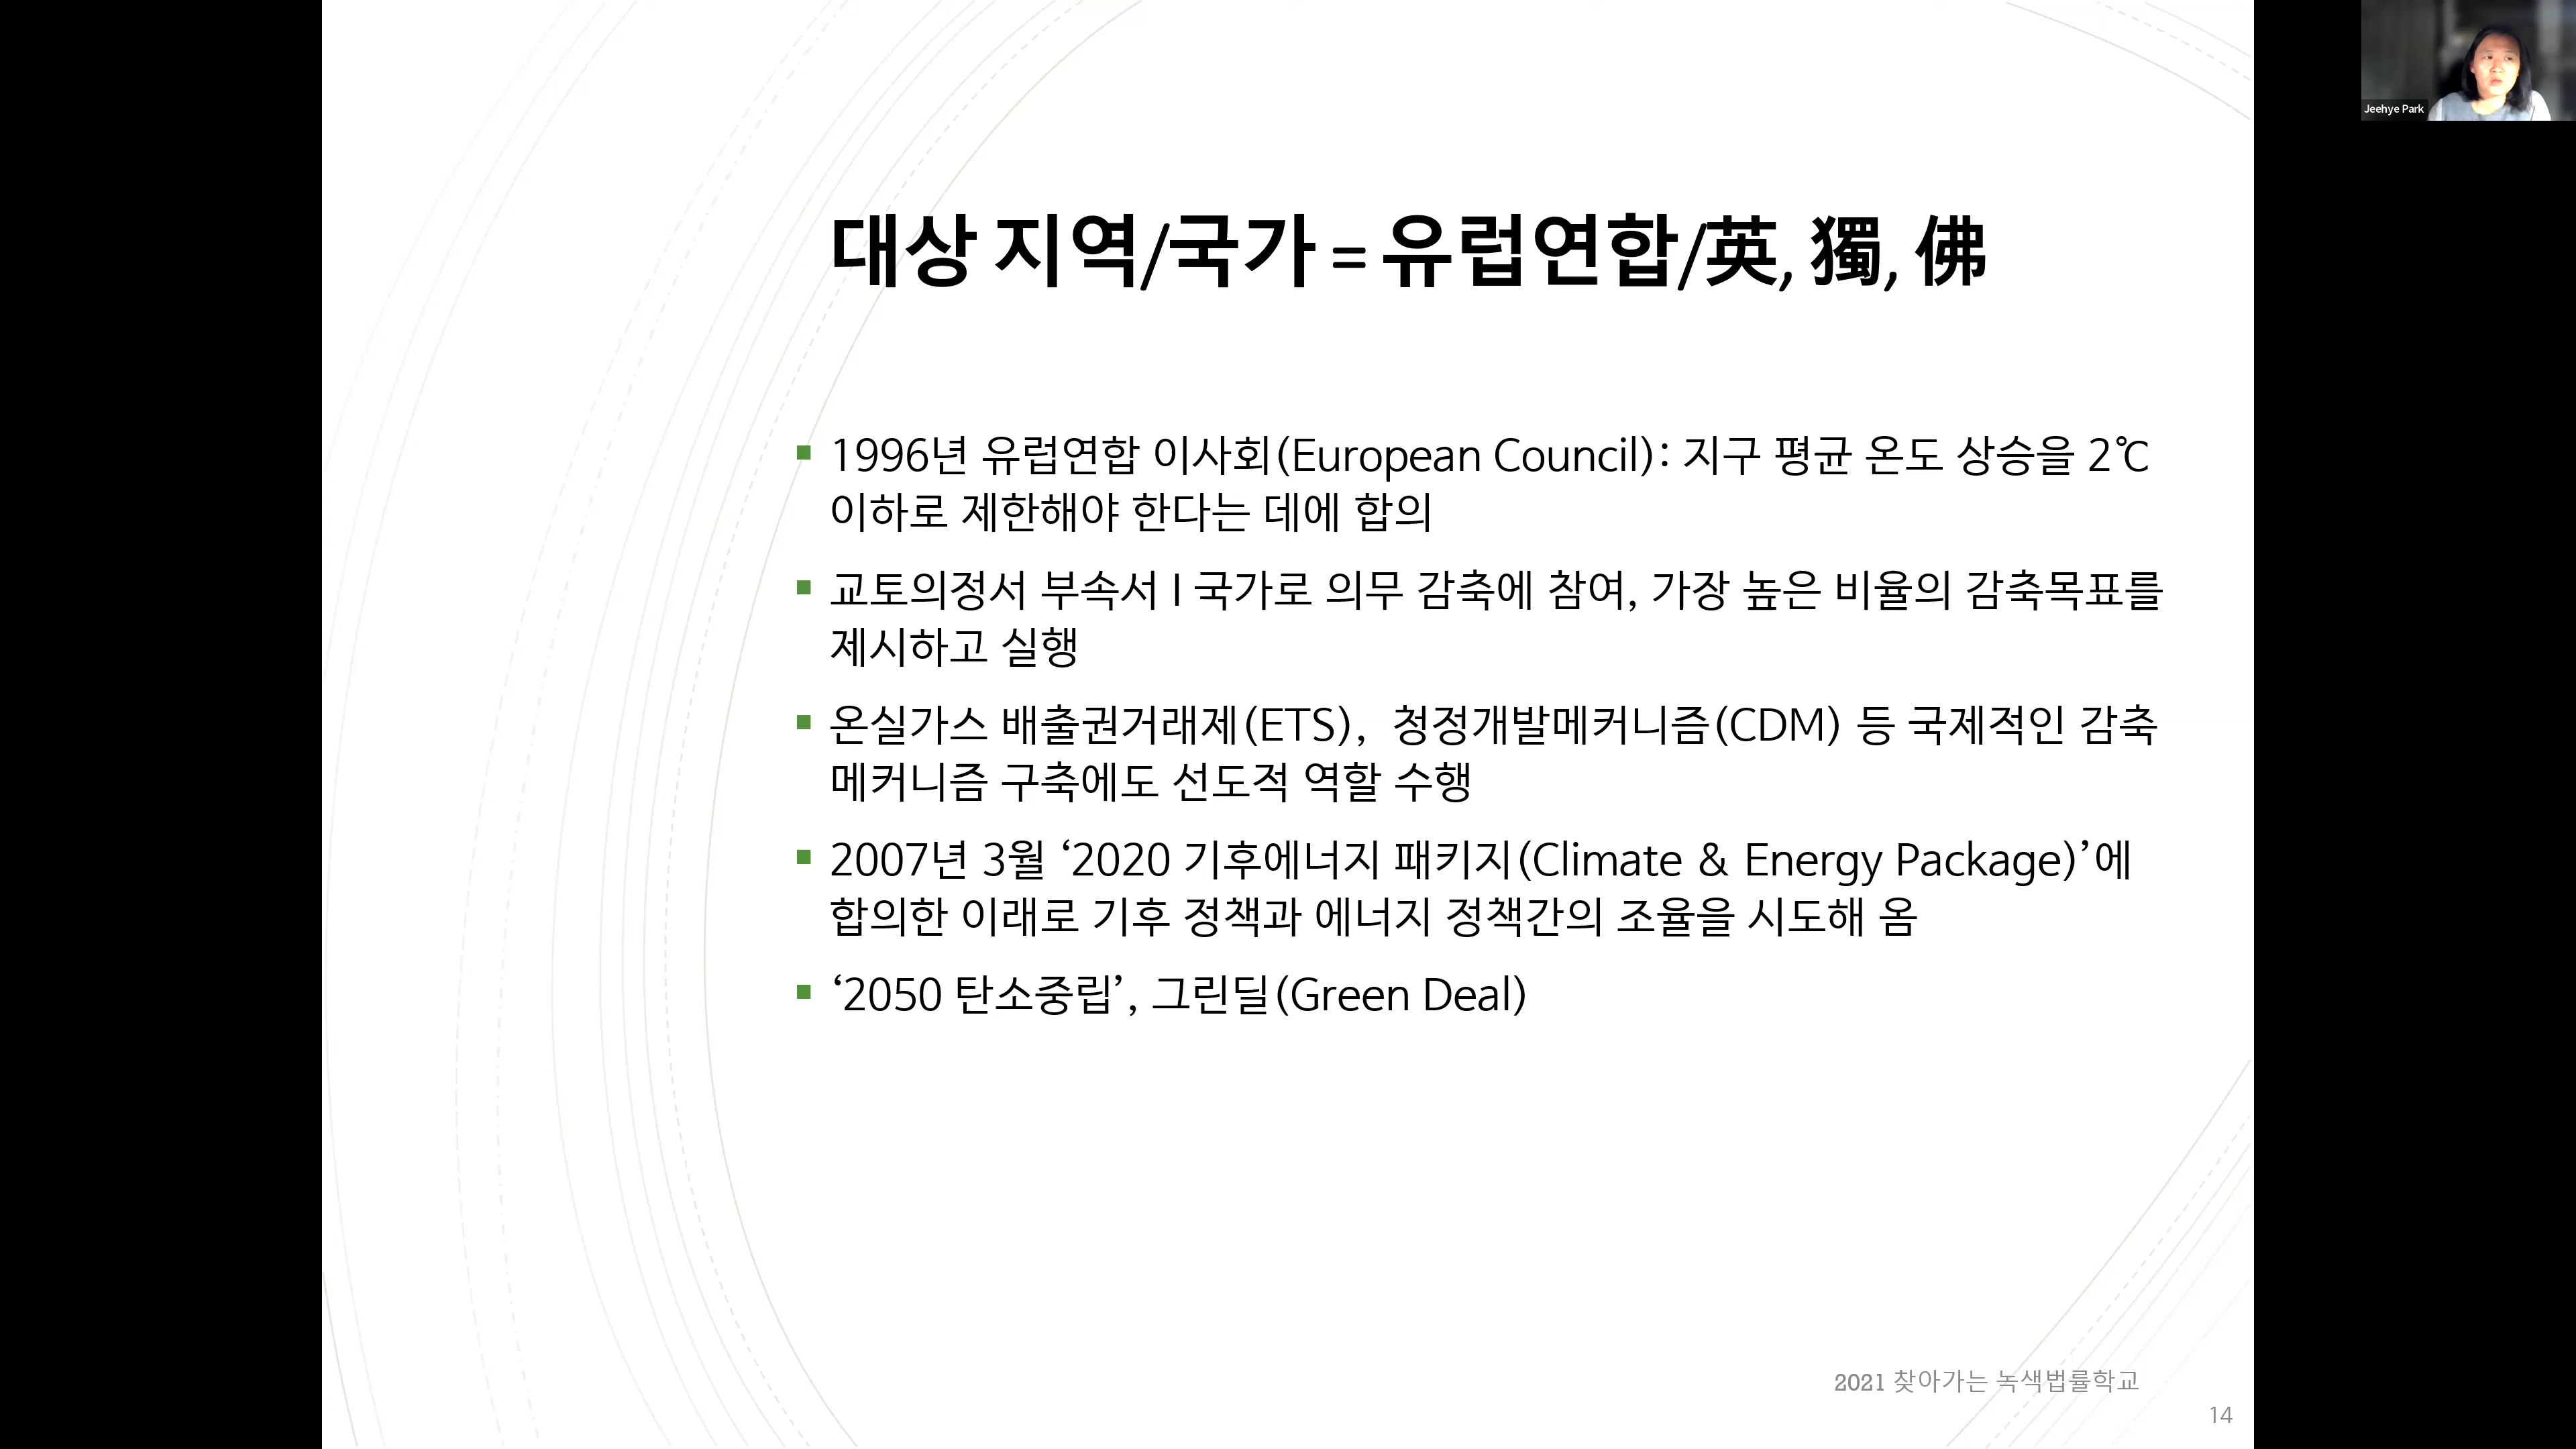 대상 지역/국가 = 유럽연합/英, 獨, 佛
1996년 유럽연합 이사회(European Council): 지구 평균 온도 상승을 2℃
이하로 제한해야 한다는 데에 합의
교토의정서 부속서 I 국가로 의무 감축에 참여, 가장 높은 비율의 감축목표를
제시하고 실행
온실가스 배출권거래제(ETS), 청정개발메커니즘(CDM) 등 국제적인 감축
메커니즘 구축에도 선도적 역할 수행
2007년 3월 ‘2020 기후에너지 패키지(Climate & Energy Package)’에
합의한 이래로 기후 정책과 에너지 정책간의 조율을 시도해 옴
‘2050 탄소중립’, 그린딜(Green Deal)
2021 찾아가는 녹색법률학교
14
Jeehye Park